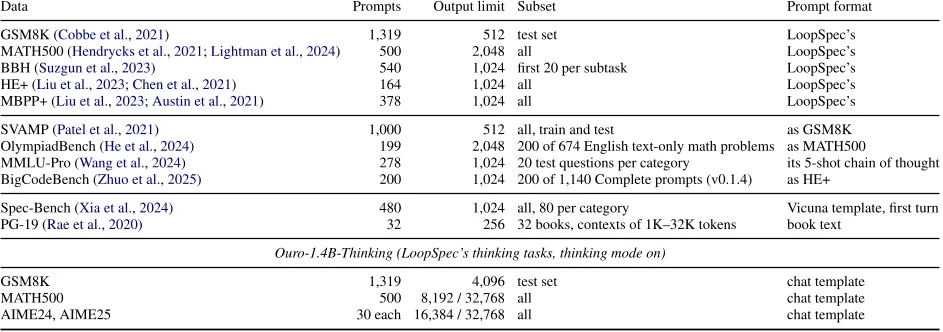 Data Prompts Output limit Subset Prompt format
GSM8K (Cobbe et al., 2021) 1,319 512 test set LoopSpec's
MATH500 (Hendrycks et al., 2021; Lightman et al., 2024) 500 2,048 all LoopSpec's
BBH (Suzgun et al., 2023) 540 1,024 first 20 per subtask LoopSpec's
HE+ (Liu et al., 2023; Chen et al., 2021) 164 1,024 all LoopSpec's
MBPP+ (Liu et al., 2023; Austin et al., 2021) 378 1,024 all LoopSpec's
SVAMP (Patel et al., 2021) 1,000 512 all, train and test as GSM8K
OlympiadBench (He et al., 2024) 199 2,048 200 of 674 English text-only math problems as MATH500
MMLU-Pro (Wang et al., 2024) 278 1,024 20 test questions per category its 5-shot chain of thought
BigCodeBench (Zhuo et al., 2025) 200 1,024 200 of 1,140 Complete prompts (v0.1.4) as HE+
Spec-Bench (Xia et al., 2024) 480 1,024 all, 80 per category Vicuna template, first turn
PG-19 (Rae et al., 2020) 32 256 32 books, contexts of 1K–32K tokens book text
Ouro-1.4B-Thinking (LoopSpec's thinking tasks, thinking mode on)
GSM8K 1,319 4,096 test set chat template
MATH500 500 8,192 / 32,768 all chat template
AIME24, AIME25 30 each 16,384 / 32,768 all chat template